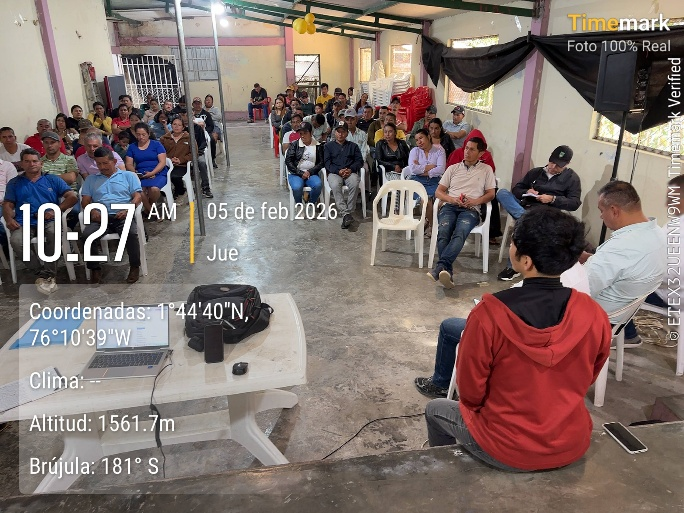 Timemark
Foto 100% Real
10:27 AM
05 de feb 2026
Jue
Coordenadas: 1°44'40"N,
76°10'39"W
Clima: --
Altitud: 1561.7m
Brújula: 181° S
Timemark Verified